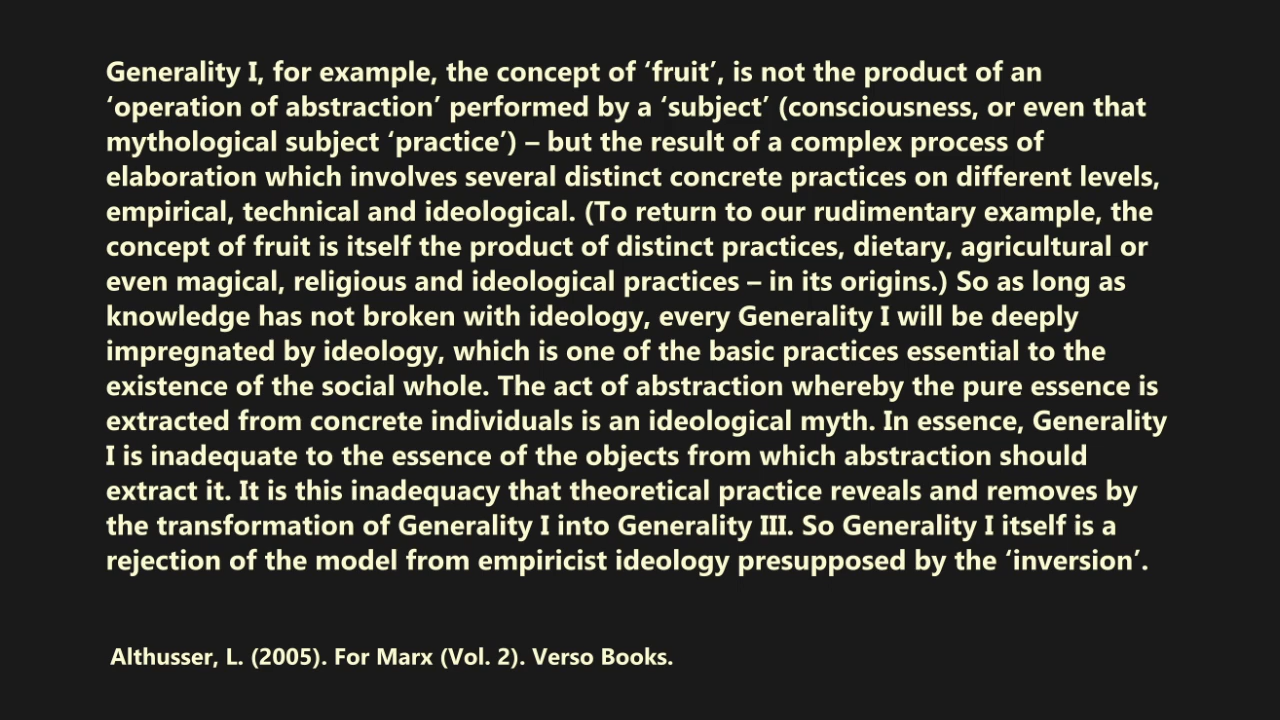 Generality I, for example, the concept of ‘fruit’, is not the product of an
‘operation of abstraction’ performed by a ‘subject’ (consciousness, or even that
mythological subject ‘practice’) – but the result of a complex process of
elaboration which involves several distinct concrete practices on different levels,
empirical, technical and ideological. (To return to our rudimentary example, the
concept of fruit is itself the product of distinct practices, dietary, agricultural or
even magical, religious and ideological practices – in its origins.) So as long as
knowledge has not broken with ideology, every Generality I will be deeply
impregnated by ideology, which is one of the basic practices essential to the
existence of the social whole. The act of abstraction whereby the pure essence is
extracted from concrete individuals is an ideological myth. In essence, Generality
I is inadequate to the essence of the objects from which abstraction should
extract it. It is this inadequacy that theoretical practice reveals and removes by
the transformation of Generality I into Generality III. So Generality I itself is a
rejection of the model from empiricist ideology presupposed by the ‘inversion’.
Althusser, L. (2005). For Marx (Vol. 2). Verso Books.